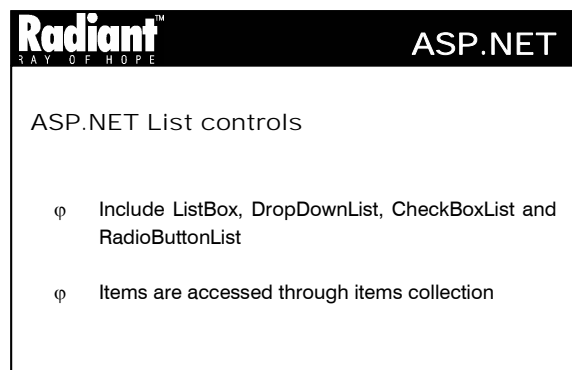 Radiant™
RAY OF HOPE
ASP.NET
ASP.NET List controls
φ Include ListBox, DropDownList, CheckBoxList and
RadioButtonList
φ Items are accessed through items collection